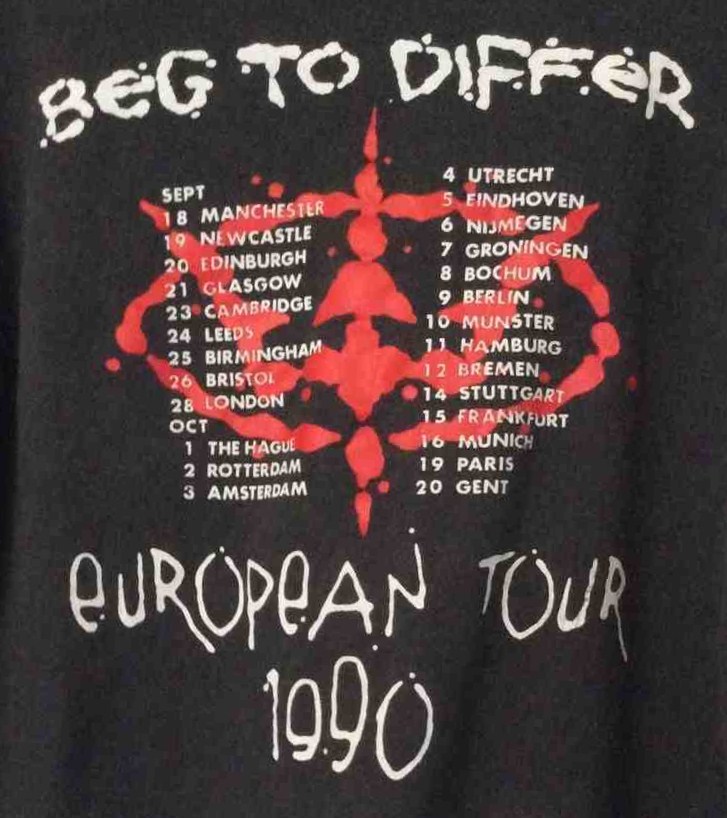 BEG TO DIFFER
SEPT
18 MANCHESTER
19 NEWCASTLE
20 EDINBURGH
21 GLASGOW
23 CAMBRIDGE
24 LEEDS
25 BIRMINGHAM
26 BRISTOL
28 LONDON
OCT
1 THE HAGUE
2 ROTTERDAM
3 AMSTERDAM
4 UTRECHT
5 EINDHOVEN
6 NIJMEGEN
7 GRONINGEN
8 BOCHUM
9 BERLIN
10 MUNSTER
11 HAMBURG
12 BREMEN
14 STUTTGART
15 FRANKFURT
16 MUNICH
19 PARIS
20 GENT
EUROPEAN TOUR
1990